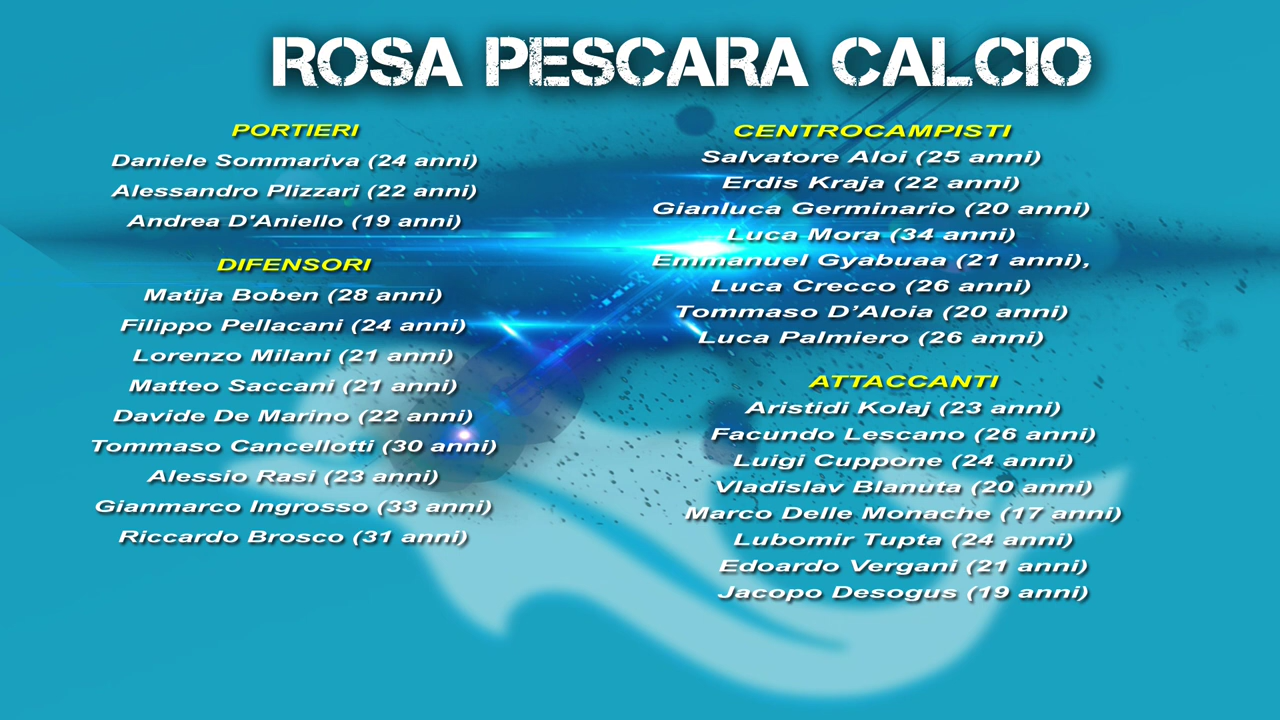 ROSA PESCARA CALCIO
PORTIERI
Daniele Sommariva (24 anni)
Alessandro Plizzari (22 anni)
Andrea D'Aniello (19 anni)
DIFENSORI
Matija Boben (28 anni)
Filippo Pellacani (24 anni)
Lorenzo Milani (21 anni)
Matteo Saccani (21 anni)
Davide De Marino (22 anni)
Tommaso Cancellotti (30 anni)
Alessio Rasi (23 anni)
Gianmarco Ingrosso (33 anni)
Riccardo Brosco (31 anni)
CENTROCAMPISTI
Salvatore Aloi (25 anni)
Erdis Kraja (22 anni)
Gianluca Germinario (20 anni)
Luca Mora (34 anni)
Emmanuel Gyabuaa (21 anni),
Luca Crecco (26 anni)
Tommaso D’Aloia (20 anni)
Luca Palmiero (26 anni)
ATTACCANTI
Aristidi Kolaj (23 anni)
Facundo Lescano (26 anni)
Luigi Cuppone (24 anni)
Vladislav Blanuta (20 anni)
Marco Delle Monache (17 anni)
Lubomir Tupta (24 anni)
Edoardo Vergani (21 anni)
Jacopo Desogus (19 anni)